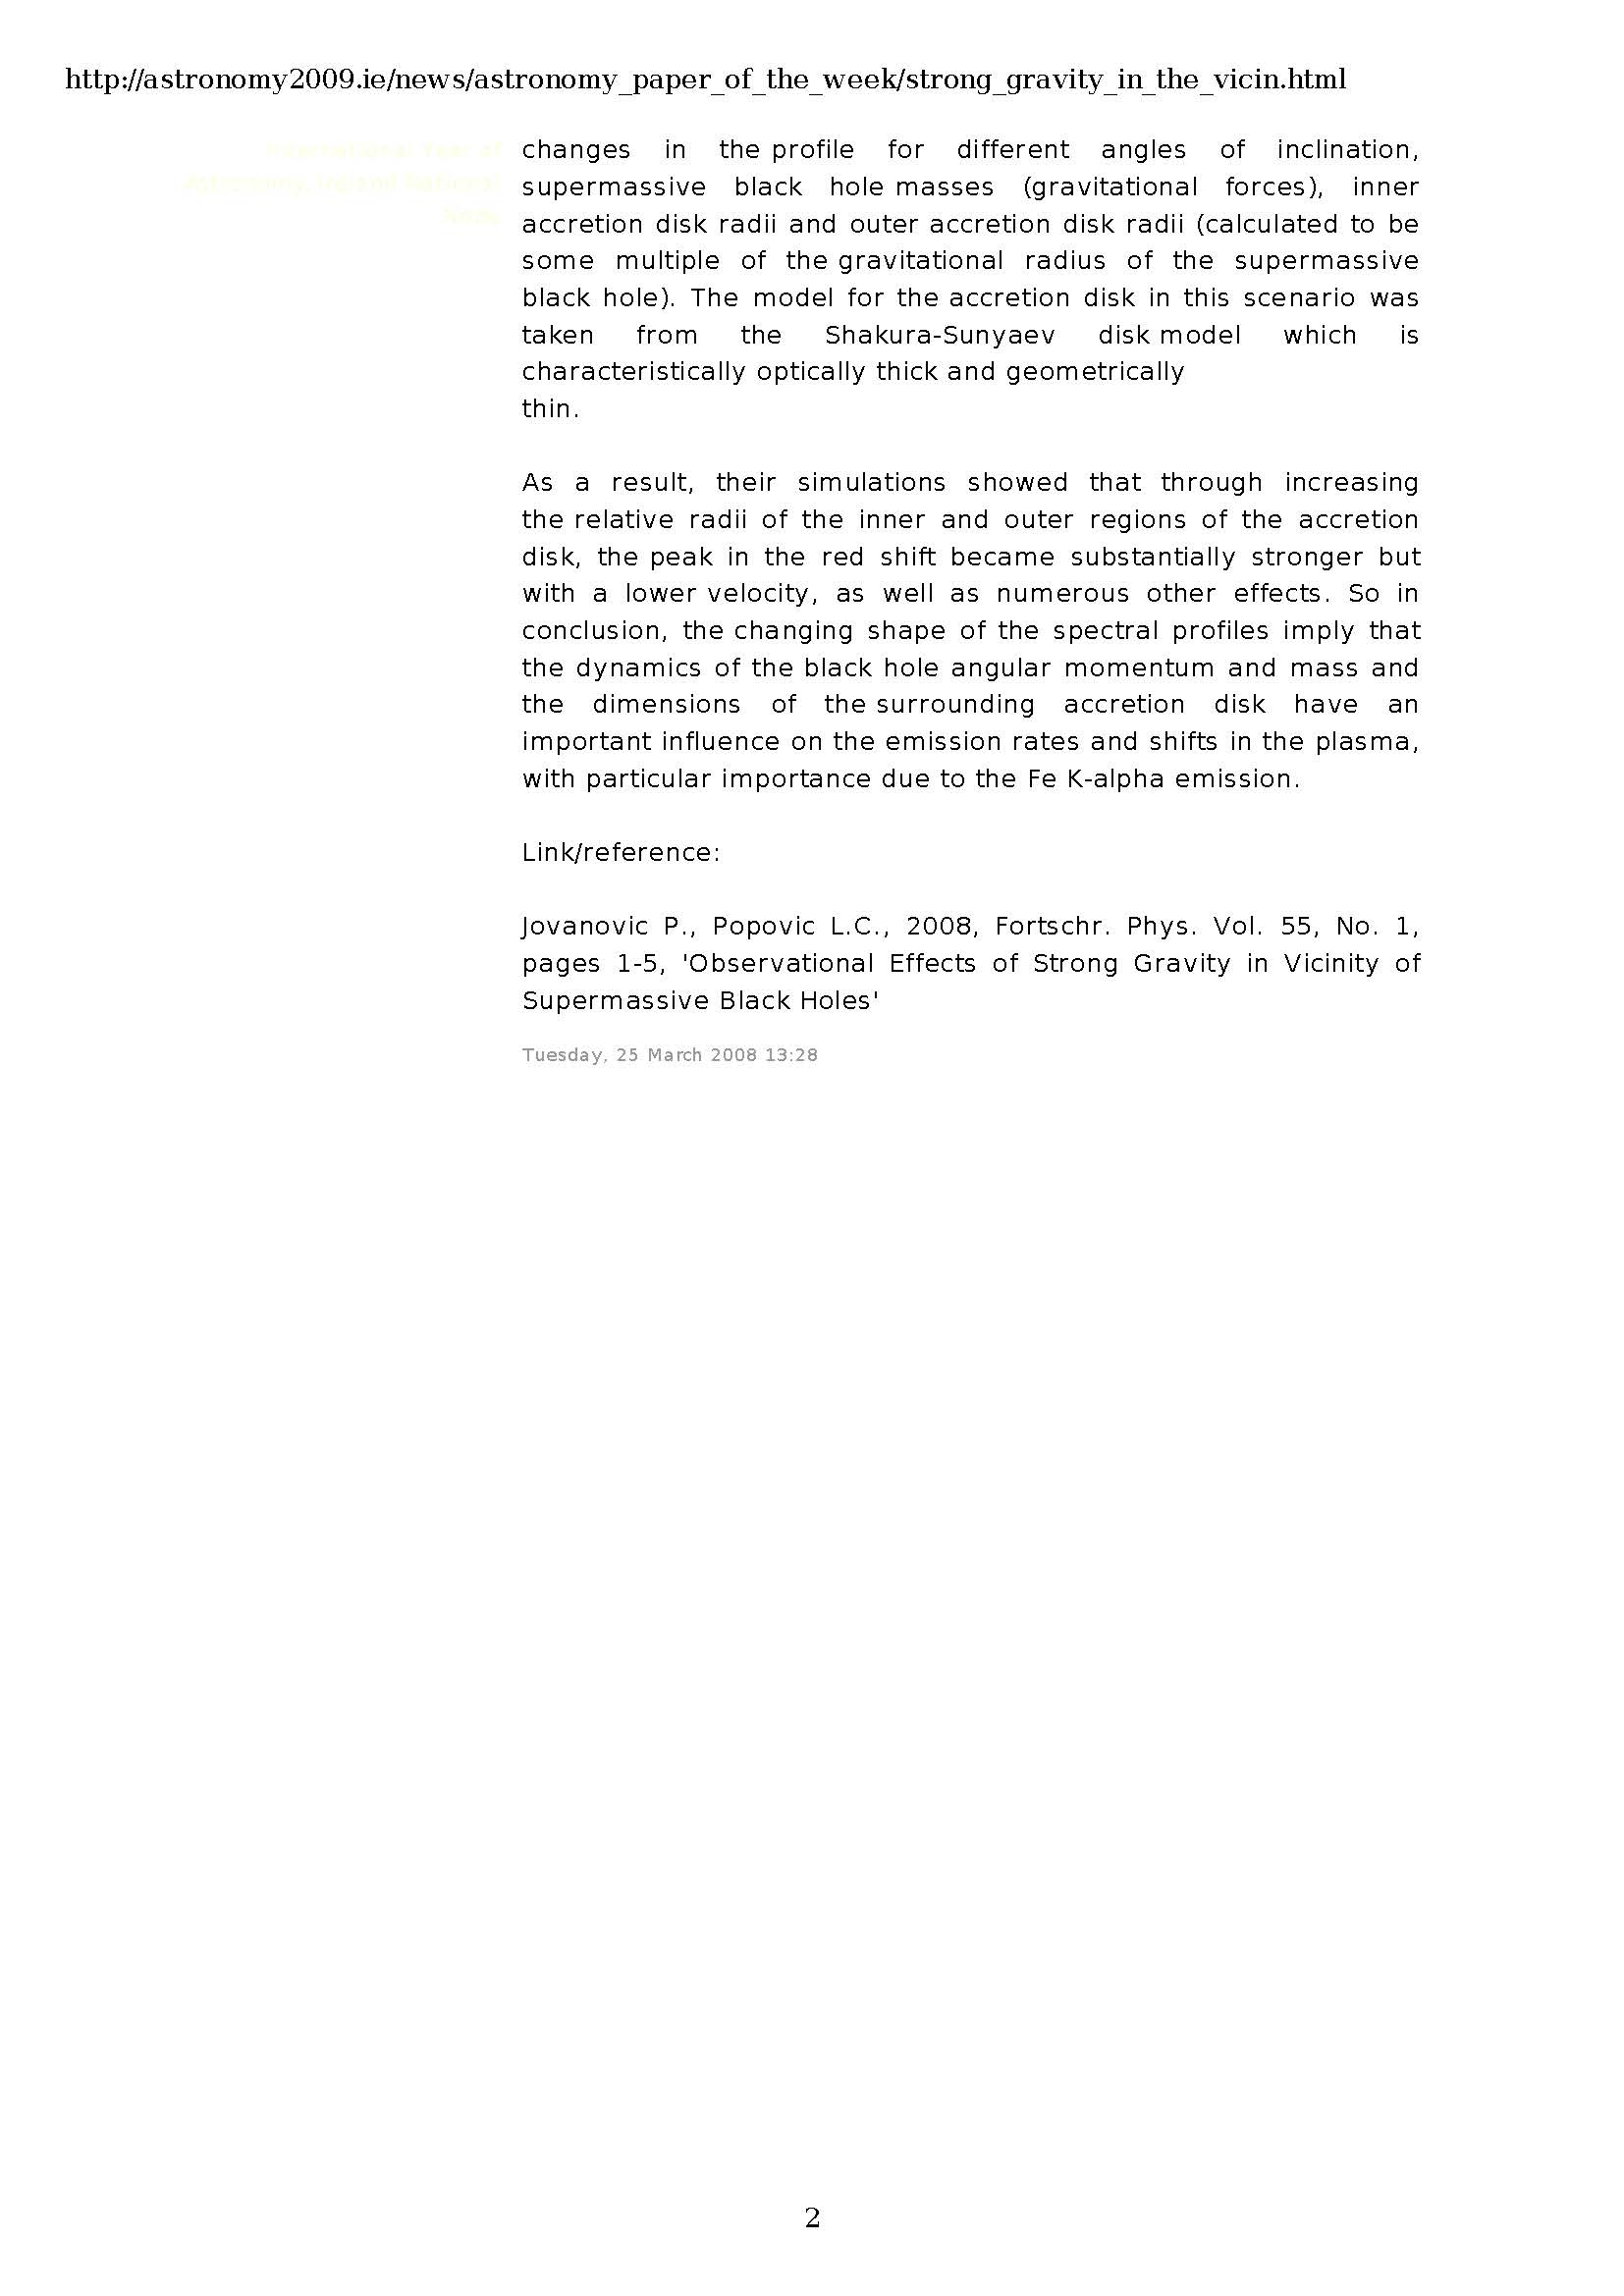 http://astronomy2009.ie/news/astronomy_paper_of_the_week/strong_gravity_in_the_vicin.html
International Year of
Astronomy Ireland National
Node
changes in the profile for different angles of inclination,
supermassive black hole masses (gravitational forces), inner
accretion disk radii and outer accretion disk radii (calculated to be
some multiple of the gravitational radius of the supermassive
black hole). The model for the accretion disk in this scenario was
taken from the Shakura-Sunyaev disk model which is
characteristically optically thick and geometrically
thin.
As a result, their simulations showed that through increasing
the relative radii of the inner and outer regions of the accretion
disk, the peak in the red shift became substantially stronger but
with a lower velocity, as well as numerous other effects. So in
conclusion, the changing shape of the spectral profiles imply that
the dynamics of the black hole angular momentum and mass and
the dimensions of the surrounding accretion disk have an
important influence on the emission rates and shifts in the plasma,
with particular importance due to the Fe K-alpha emission.
Link/reference:
Jovanovic P., Popovic L.C., 2008, Fortschr. Phys. Vol. 55, No. 1,
pages 1-5, 'Observational Effects of Strong Gravity in Vicinity of
Supermassive Black Holes'
Tuesday, 25 March 2008 13:28
2